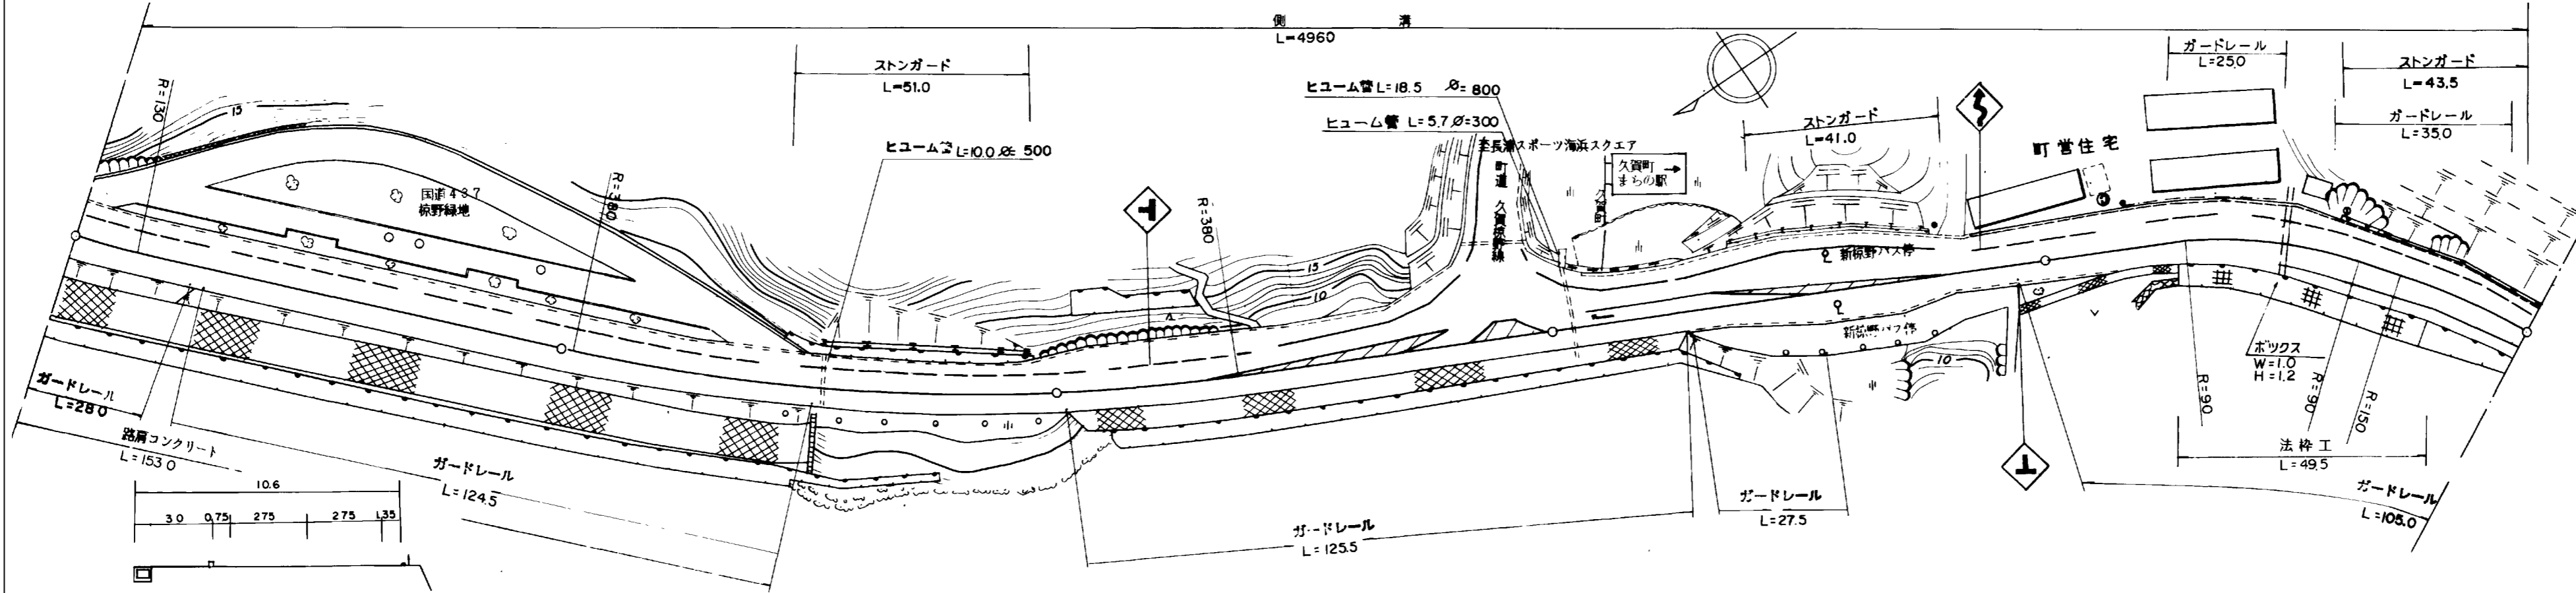 側溝
L=4960
ストンガード
L=51.0
ヒューム管 L=10.0 ∅= 500
ヒユーム管 L=18.5 ∅= 800
ヒューム管 L=5.7 ∅=300
至長浦スポーツ海浜スクエア
町道 久賀椋野線
久賀町
まちの駅
ストンガード
L=41.0
町営住宅
ガードレール
L=25.0
ストンガード
L=43.5
ガードレール
L=35.0
R=130
15
国道437
椋野緑地
R=380
R=380
15
10
新椋野バス停
新椋野バス停
10
ボックス
W=1.0
H=1.2
R=90
R=90
R=150
法枠工
L=49.5
ガードレール
L=105.0
ガードレール
L=28.0
路肩コンクリート
L=153.0
ガードレール
L=124.5
ガードレール
L=125.5
ガードレール
L=27.5
10.6
3.0 0.75 2.75 2.75 1.35